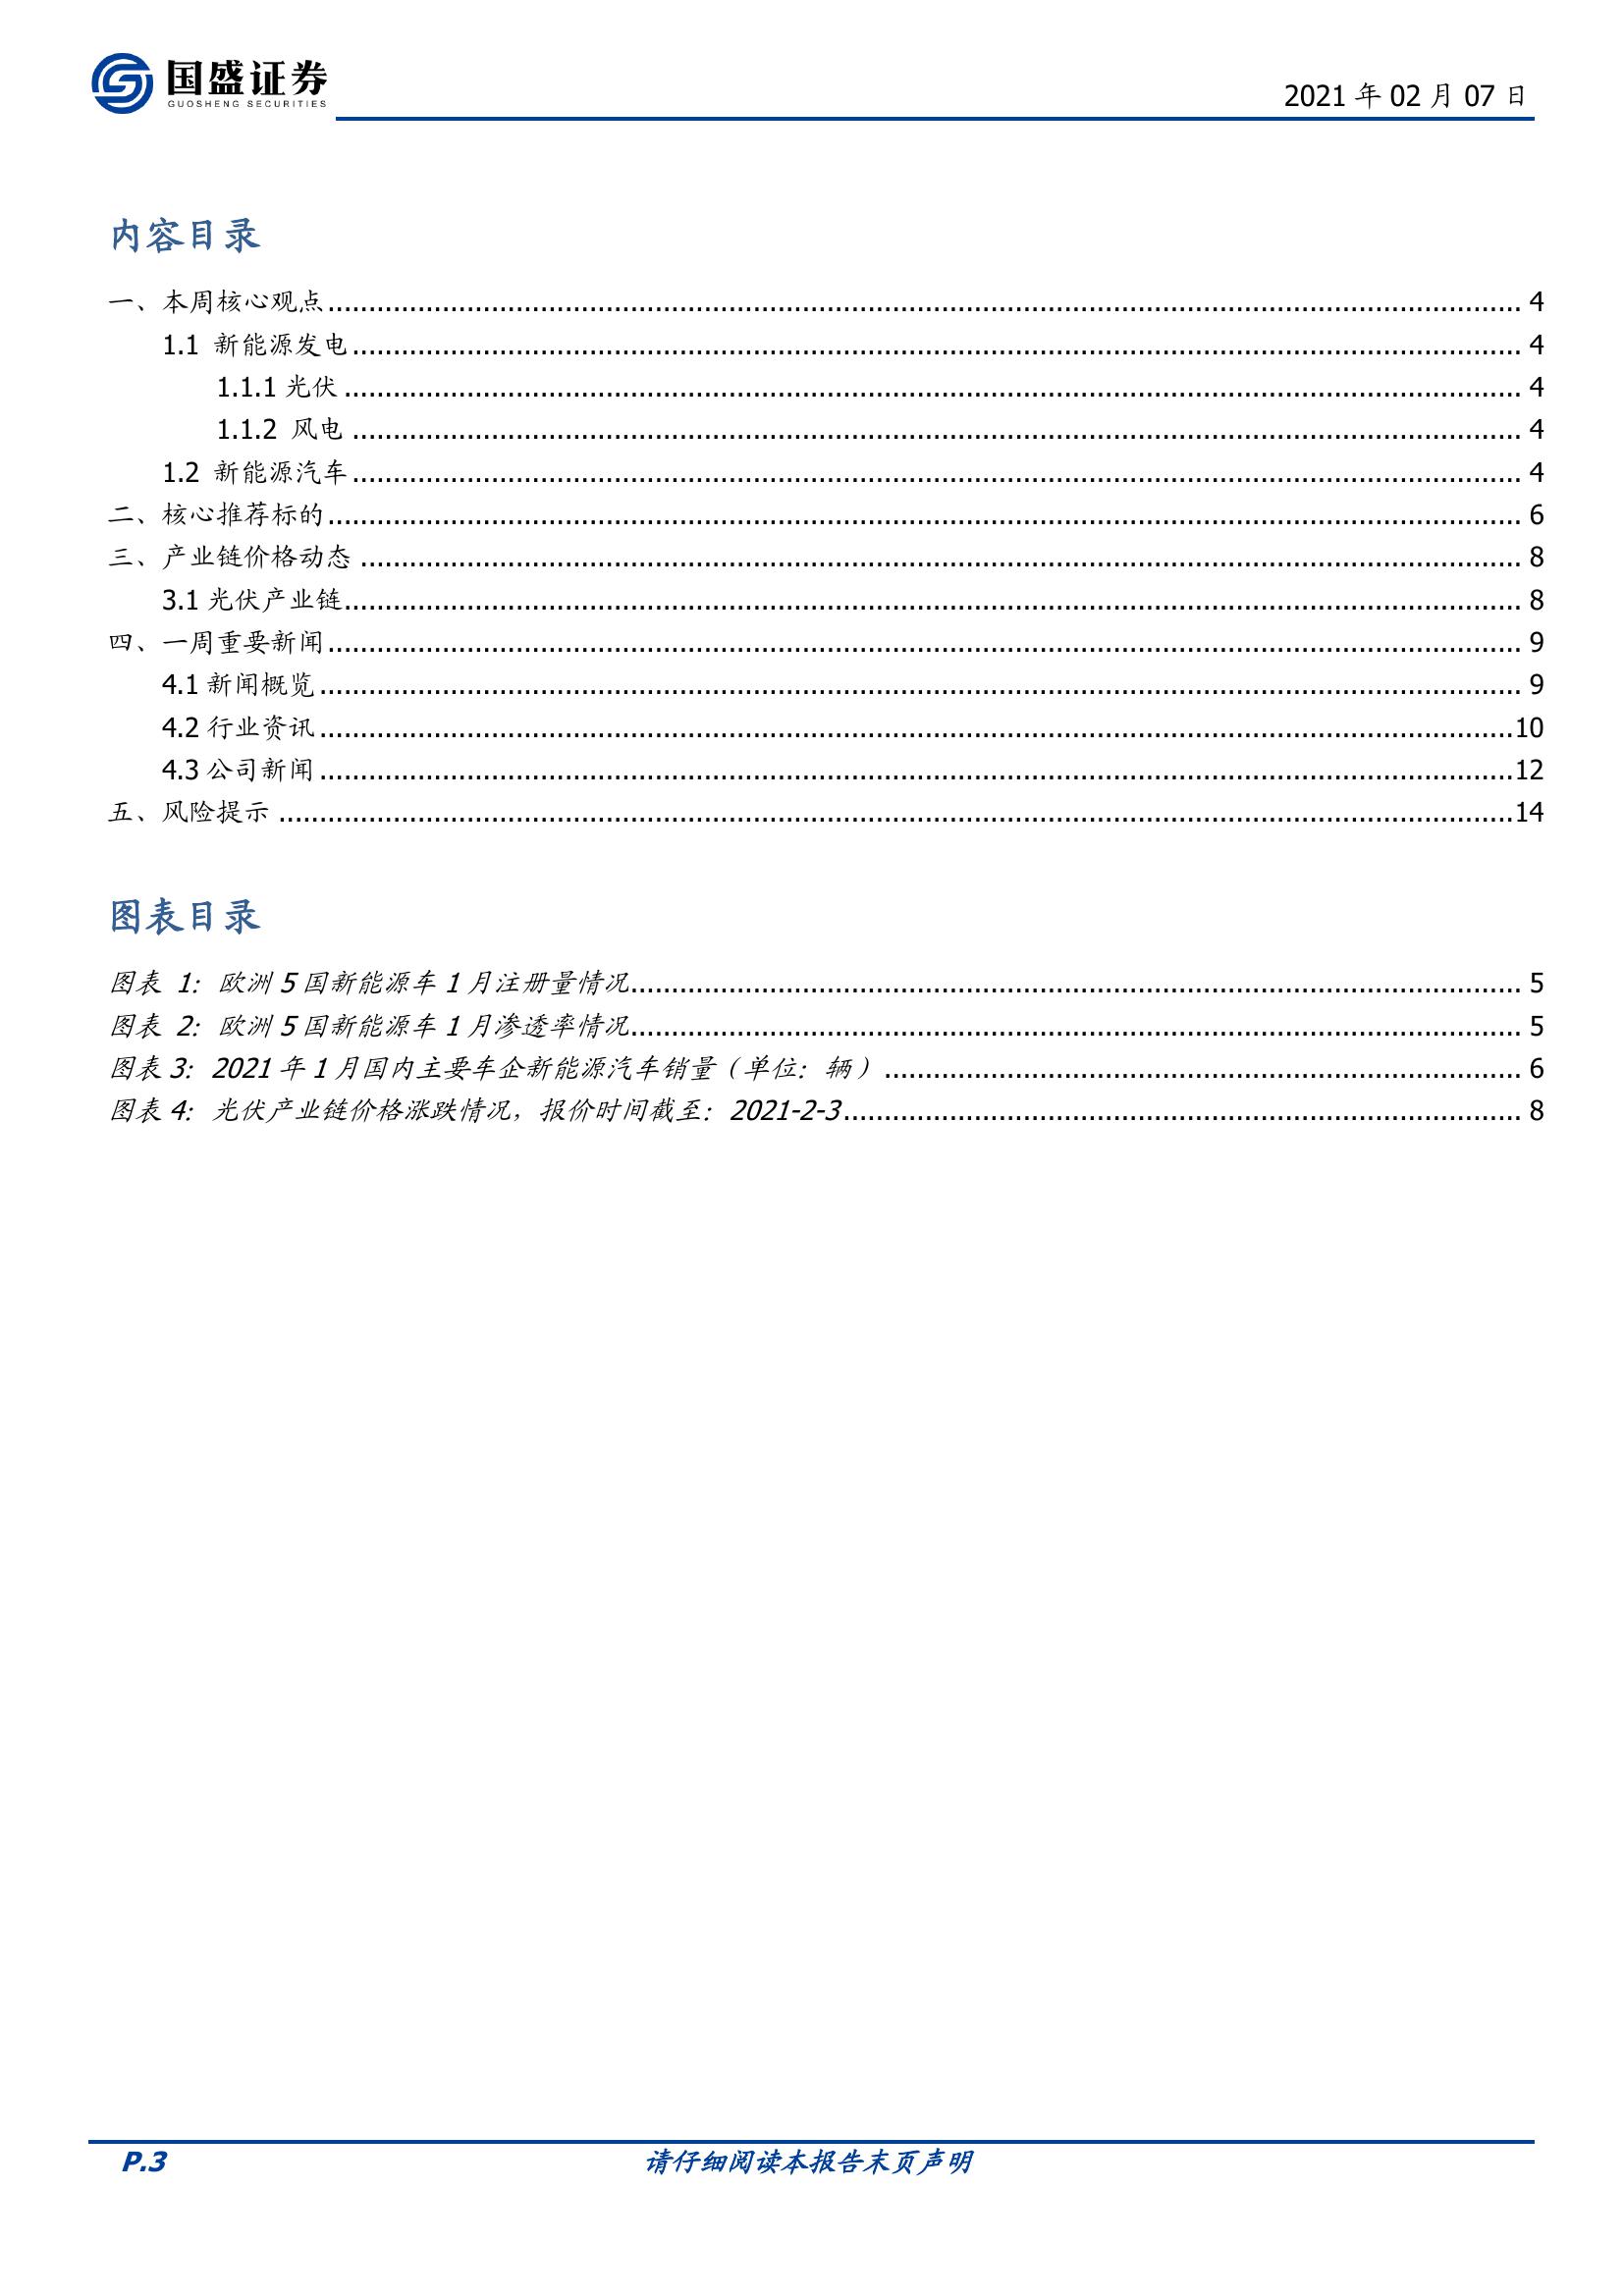 国盛证券
GUOSHENG SECURITIES
2021 年 02 月 07 日
内容目录
一、本周核心观点 4
1.1 新能源发电 4
1.1.1 光伏 4
1.1.2 风电 4
1.2 新能源汽车 4
二、核心推荐标的 6
三、产业链价格动态 8
3.1 光伏产业链 8
四、一周重要新闻 9
4.1 新闻概览 9
4.2 行业资讯 10
4.3 公司新闻 12
五、风险提示 14
图表目录
图表 1：欧洲 5 国新能源车 1 月注册量情况 5
图表 2：欧洲 5 国新能源车 1 月渗透率情况 5
图表 3：2021 年 1 月国内主要车企新能源汽车销量（单位：辆） 6
图表 4：光伏产业链价格涨跌情况，报价时间截至：2021-2-3 8
P.3 请仔细阅读本报告末页声明